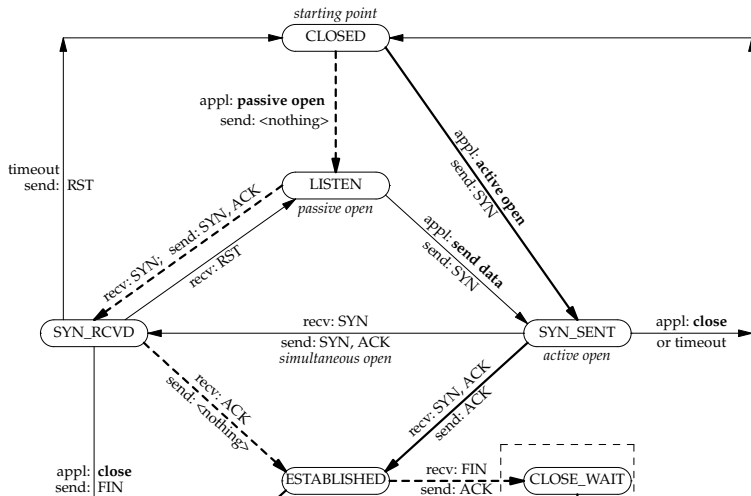 starting point
CLOSED
appl: passive open
send: <nothing>
appl: active open
send: SYN
timeout
send: RST
LISTEN
passive open
recv: SYN; send: SYN, ACK
recv: RST
appl: send data
send: SYN
SYN_RCVD
recv: SYN
send: SYN, ACK
simultaneous open
SYN_SENT
active open
appl: close
or timeout
recv: ACK
send: <nothing>
recv: SYN, ACK
send: ACK
appl: close
send: FIN
ESTABLISHED
recv: FIN
send: ACK
CLOSE_WAIT